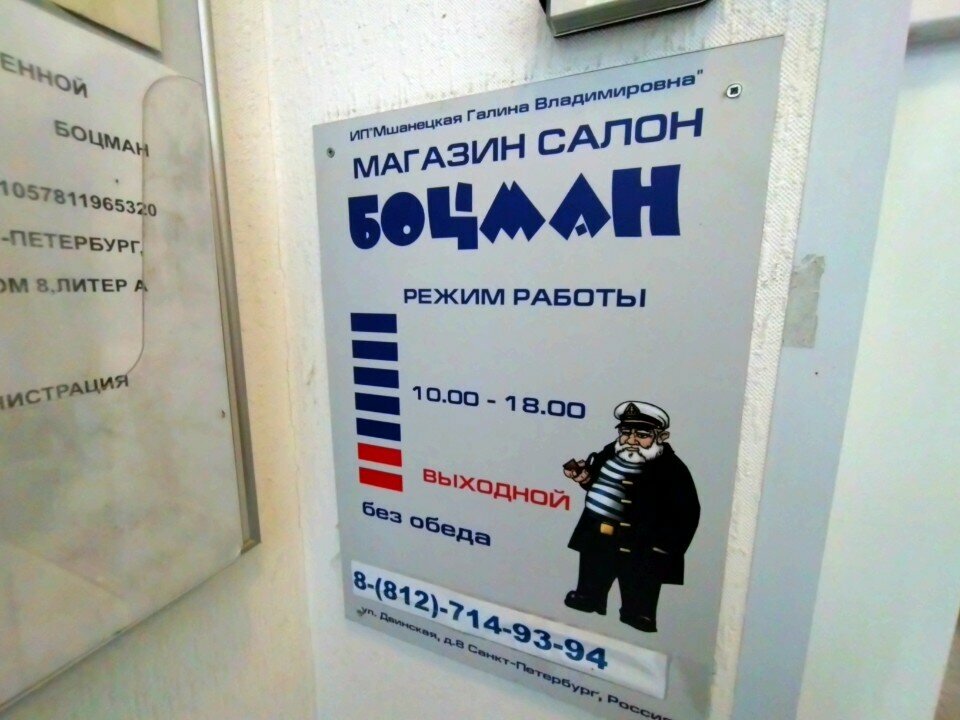 ЕННОЙ
БОЦМАН
1057811965320
-ПЕТЕРБУРГ,
ОМ 8,ЛИТЕР А
НИСТРАЦИЯ
ИП"Мшанецкая Галина Владимировна"
МАГАЗИН САЛОН
БОЦМАН
РЕЖИМ РАБОТЫ
10.00 - 18.00
ВЫХОДНОЙ
без обеда
8-(812)-714-93-94
ул. Двинская, д.8 Санкт-Петербург, Россия